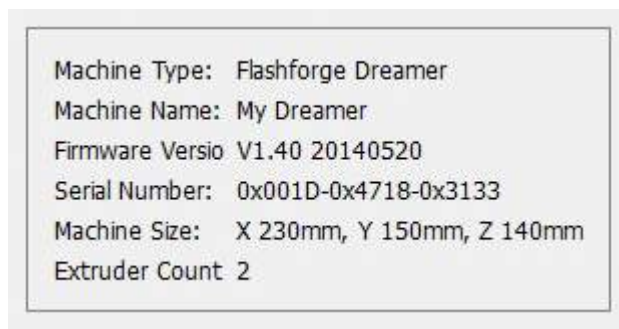 Machine Type: Flashforge Dreamer
Machine Name: My Dreamer
Firmware Versio V1.40 20140520
Serial Number: 0x001D-0x4718-0x3133
Machine Size: X 230mm, Y 150mm, Z 140mm
Extruder Count 2